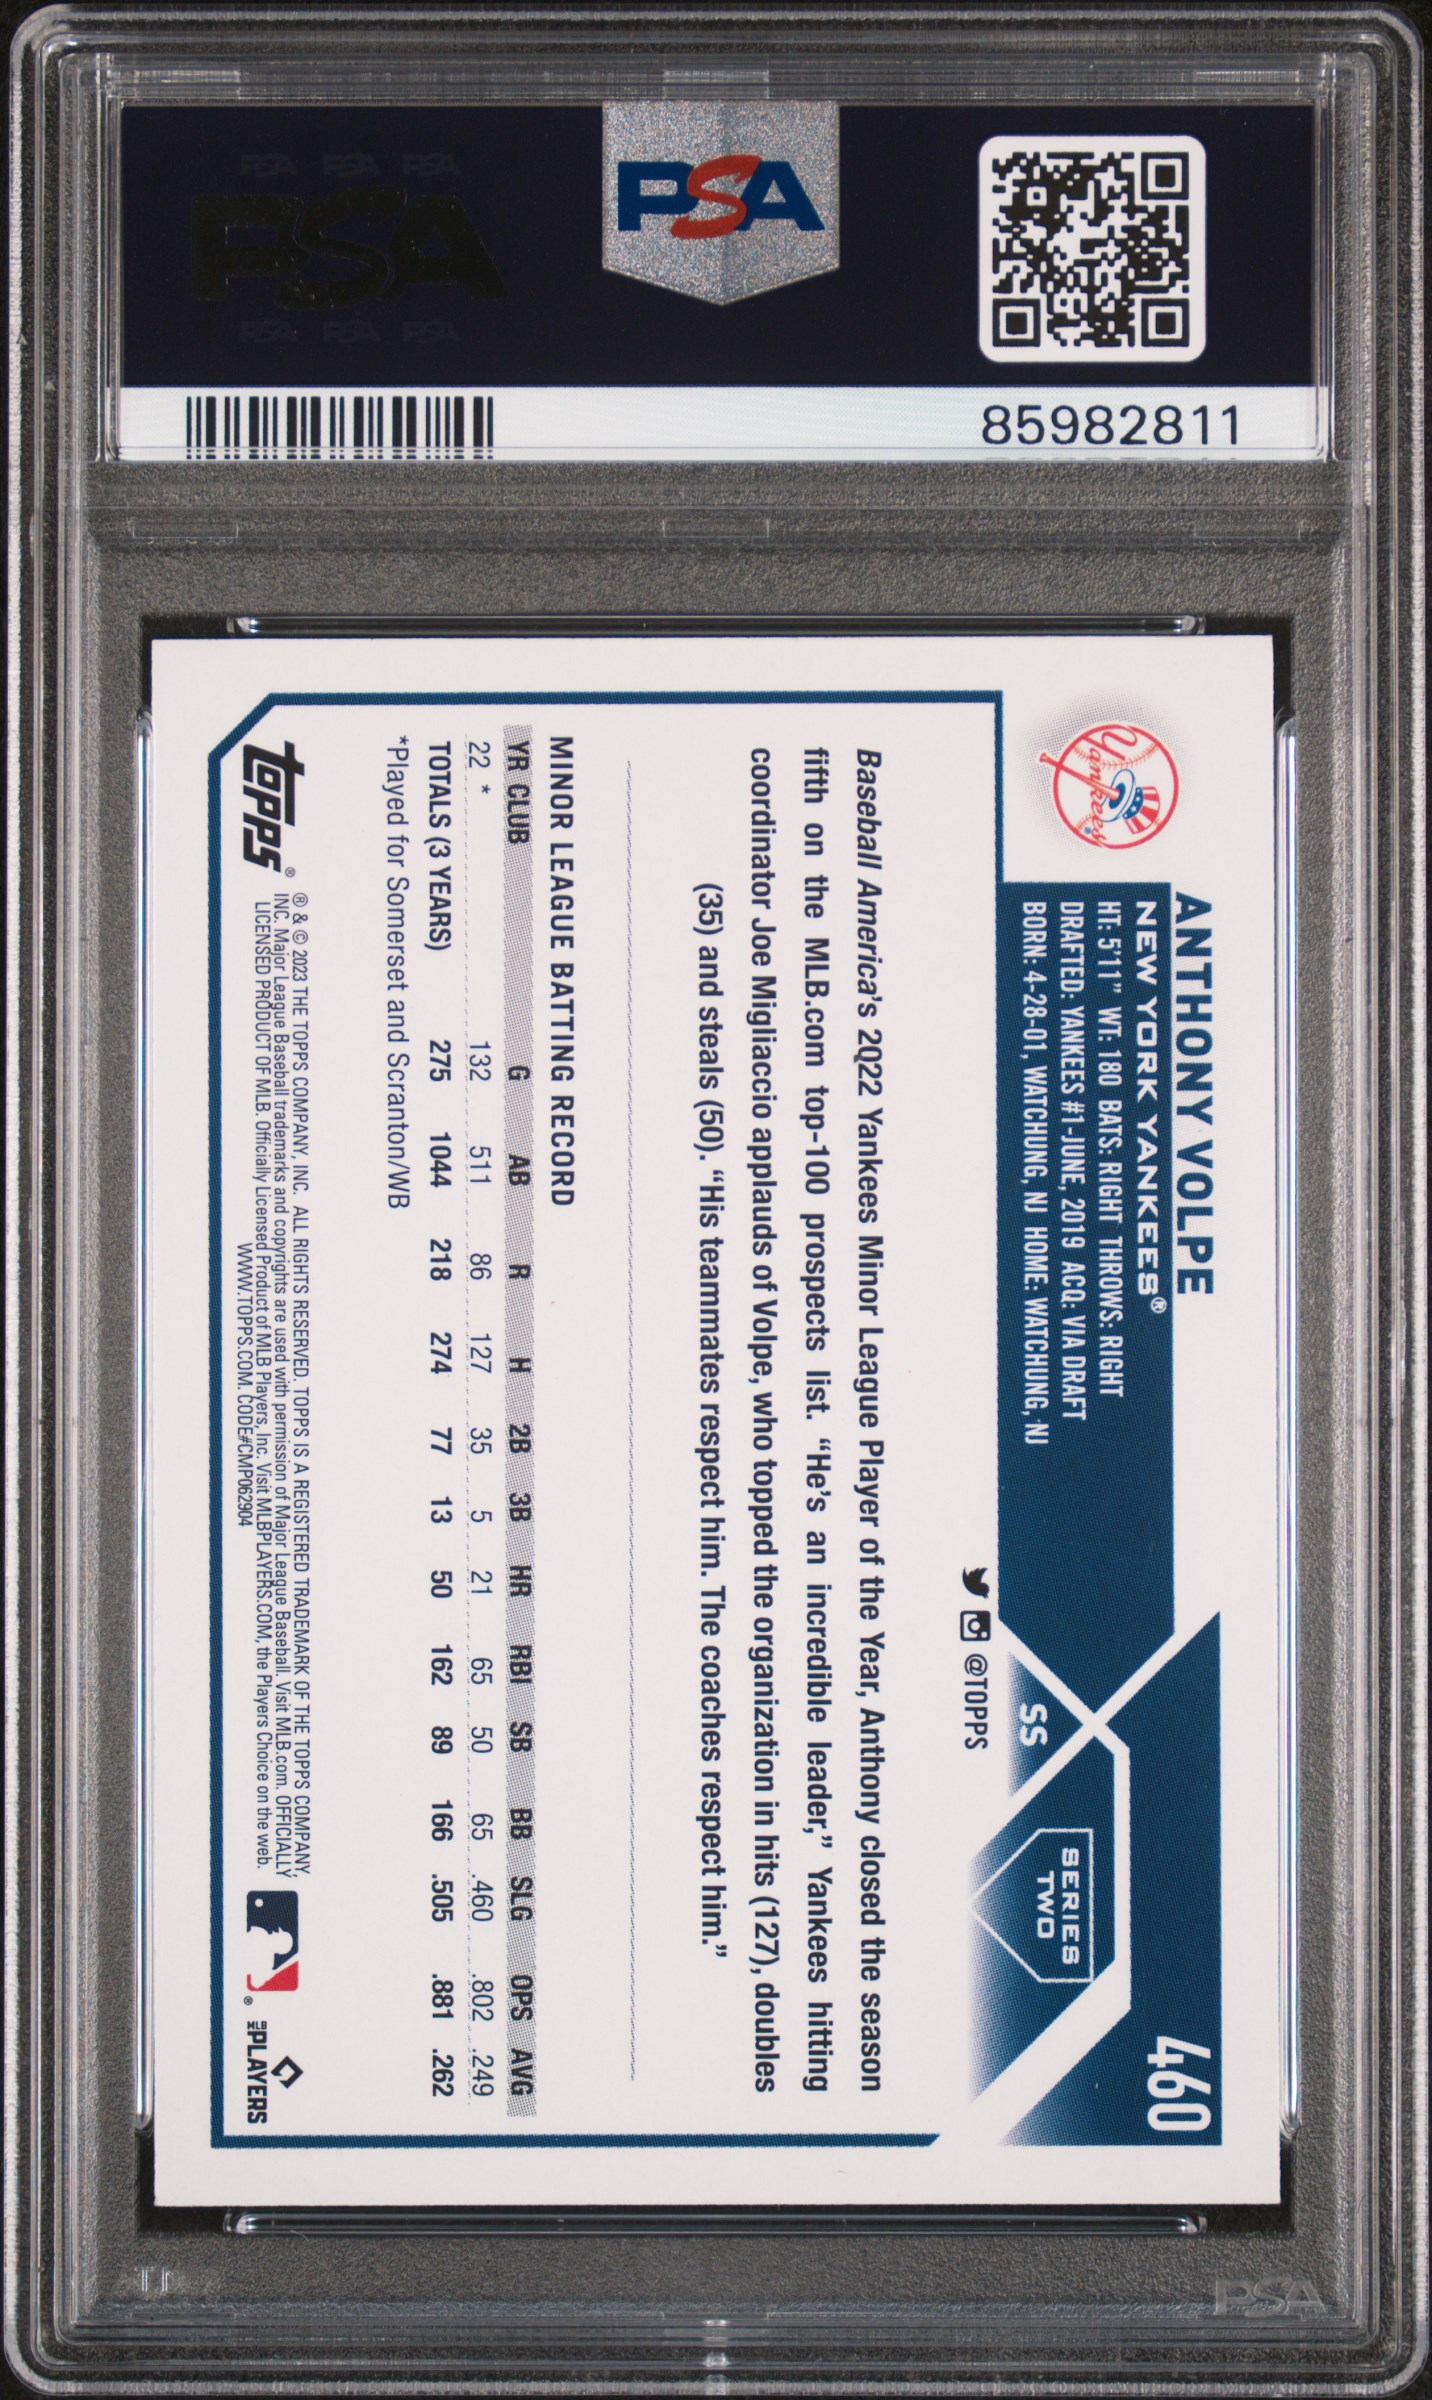 PSA PSA PSA
PSA
PSA PSA PSA
PSA
85982811
460
ANTHONY VOLPE
NEW YORK YANKEES®
HT: 5'11" WT: 180 BATS: RIGHT THROWS: RIGHT
DRAFTED: YANKEES #1-JUNE, 2019 ACQ: VIA DRAFT
BORN: 4-28-01, WATCHUNG, NJ HOME: WATCHUNG, NJ
Yankees
SS
SERIES
TWO
@TOPPS
Baseball America's 2022 Yankees Minor League Player of the Year, Anthony closed the season
fifth on the MLB.com top-100 prospects list. “He's an incredible leader,” Yankees hitting
coordinator Joe Migliaccio applauds of Volpe, who topped the organization in hits (127), doubles
(35) and steals (50). “His teammates respect him. The coaches respect him.”
MINOR LEAGUE BATTING RECORD
YR CLUB G AB R H 2B 3B HR RBI SB BB SLG OPS AVG
22 * 132 511 86 127 35 5 21 65 50 65 .460 .802 .249
TOTALS (3 YEARS) 275 1044 218 274 77 13 50 162 89 166 .505 .881 .262
*Played for Somerset and Scranton/WB
topps®
® & © 2023 THE TOPPS COMPANY, INC. ALL RIGHTS RESERVED. TOPPS IS A REGISTERED TRADEMARK OF THE TOPPS COMPANY,
INC. Major League Baseball trademarks and copyrights are used with permission of Major League Baseball. Visit MLB.com. OFFICIALLY
LICENSED PRODUCT OF MLB. Officially Licensed Product of MLB Players, Inc. Visit MLBPLAYERS.COM, the Players Choice on the web.
WWW.TOPPS.COM. CODE#CMP062904
MLB PLAYERS
PSA